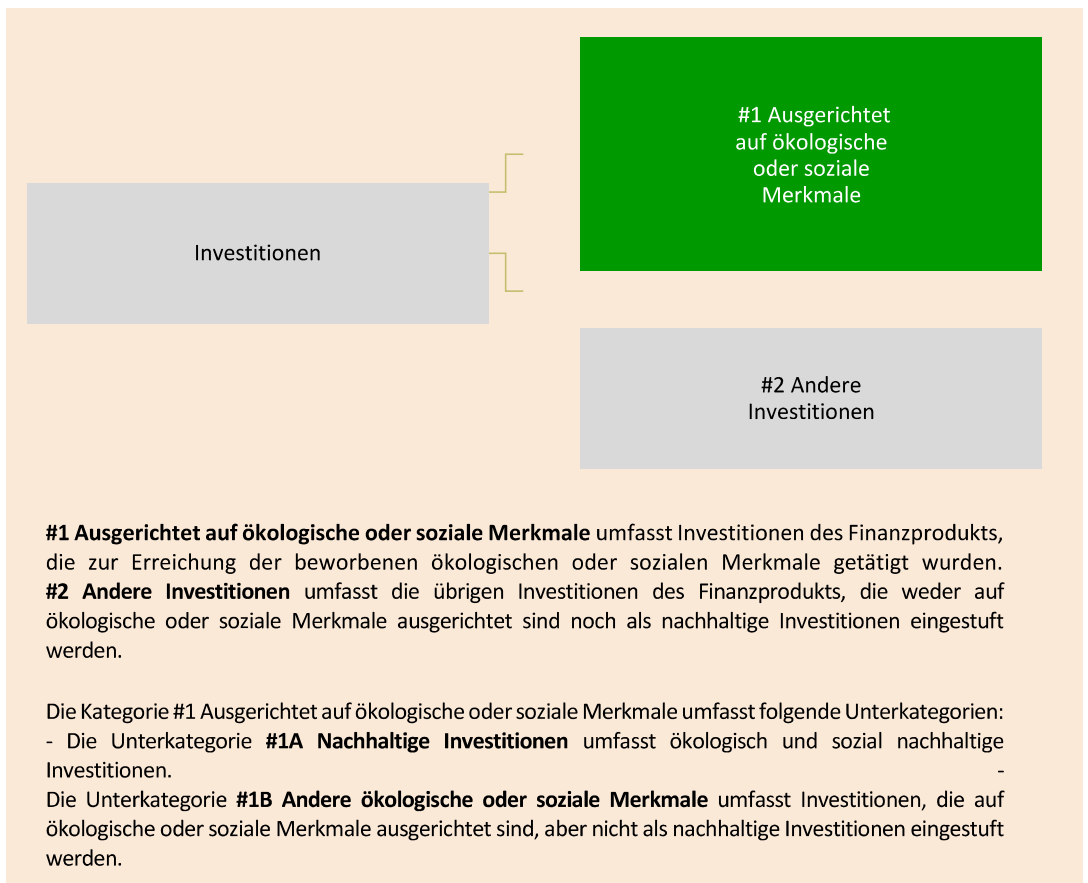 #1 Ausgerichtet
auf ökologische
oder soziale
Merkmale
Investitionen
#2 Andere
Investitionen
#1 Ausgerichtet auf ökologische oder soziale Merkmale umfasst Investitionen des Finanzprodukts,
die zur Erreichung der beworbenen ökologischen oder sozialen Merkmale getätigt wurden.
#2 Andere Investitionen umfasst die übrigen Investitionen des Finanzprodukts, die weder auf
ökologische oder soziale Merkmale ausgerichtet sind noch als nachhaltige Investitionen eingestuft
werden.
Die Kategorie #1 Ausgerichtet auf ökologische oder soziale Merkmale umfasst folgende Unterkategorien:
- Die Unterkategorie #1A Nachhaltige Investitionen umfasst ökologisch und sozial nachhaltige
Investitionen. -
Die Unterkategorie #1B Andere ökologische oder soziale Merkmale umfasst Investitionen, die auf
ökologische oder soziale Merkmale ausgerichtet sind, aber nicht als nachhaltige Investitionen eingestuft
werden.